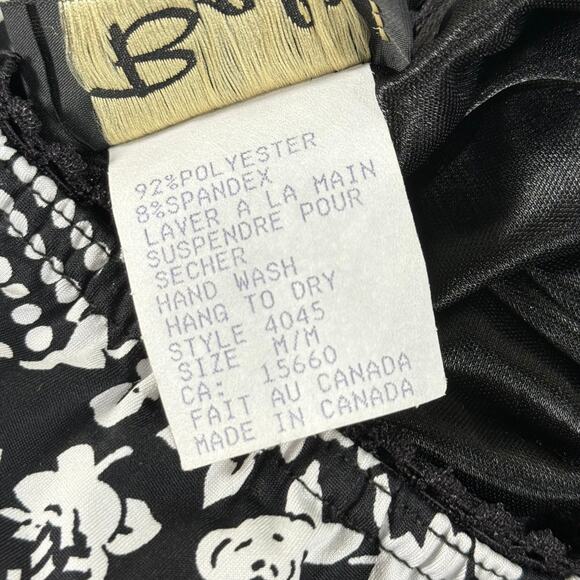 92%POLYESTER
8%SPANDEX
LAVER A LA MAIN
SUSPENDRE POUR
SECHER
HAND WASH
HANG TO DRY
STYLE 4045
SIZE M/M
CA: 15660
FAIT AU CANADA
MADE IN CANADA